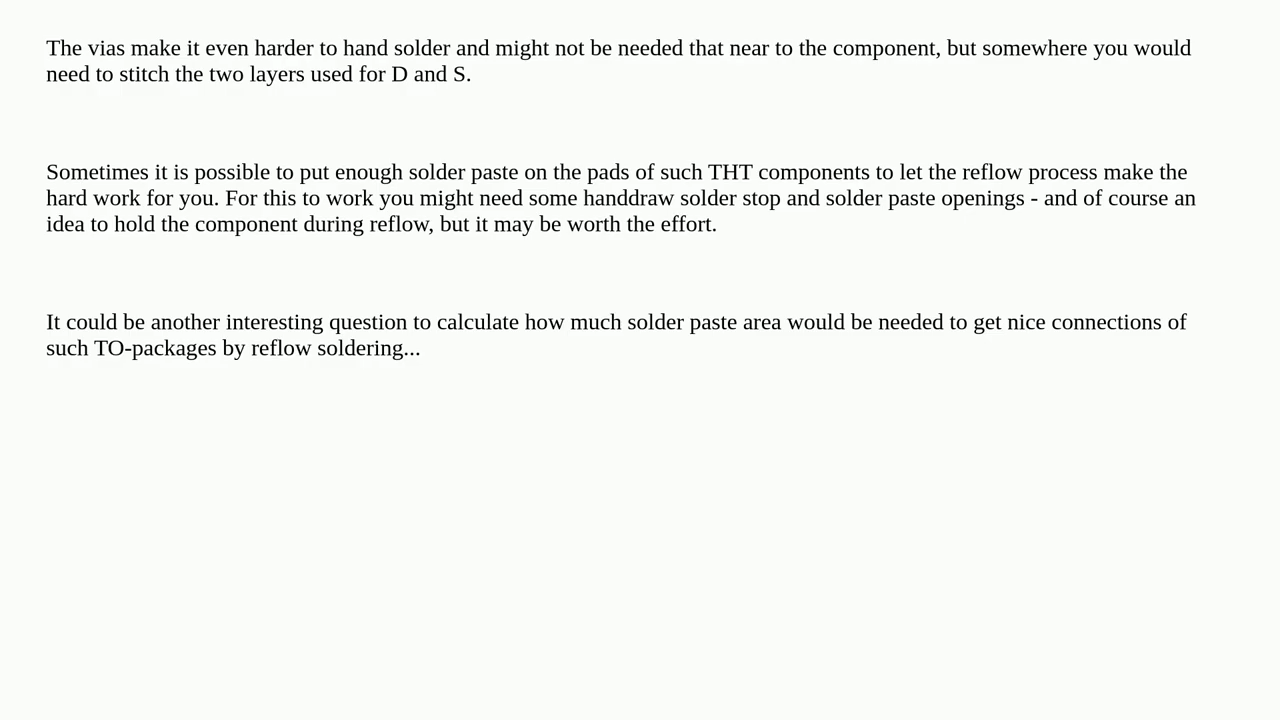 The vias make it even harder to hand solder and might not be needed that near to the component, but somewhere you would
need to stitch the two layers used for D and S.
Sometimes it is possible to put enough solder paste on the pads of such THT components to let the reflow process make the
hard work for you. For this to work you might need some handdraw solder stop and solder paste openings - and of course an
idea to hold the component during reflow, but it may be worth the effort.
It could be another interesting question to calculate how much solder paste area would be needed to get nice connections of
such TO-packages by reflow soldering...